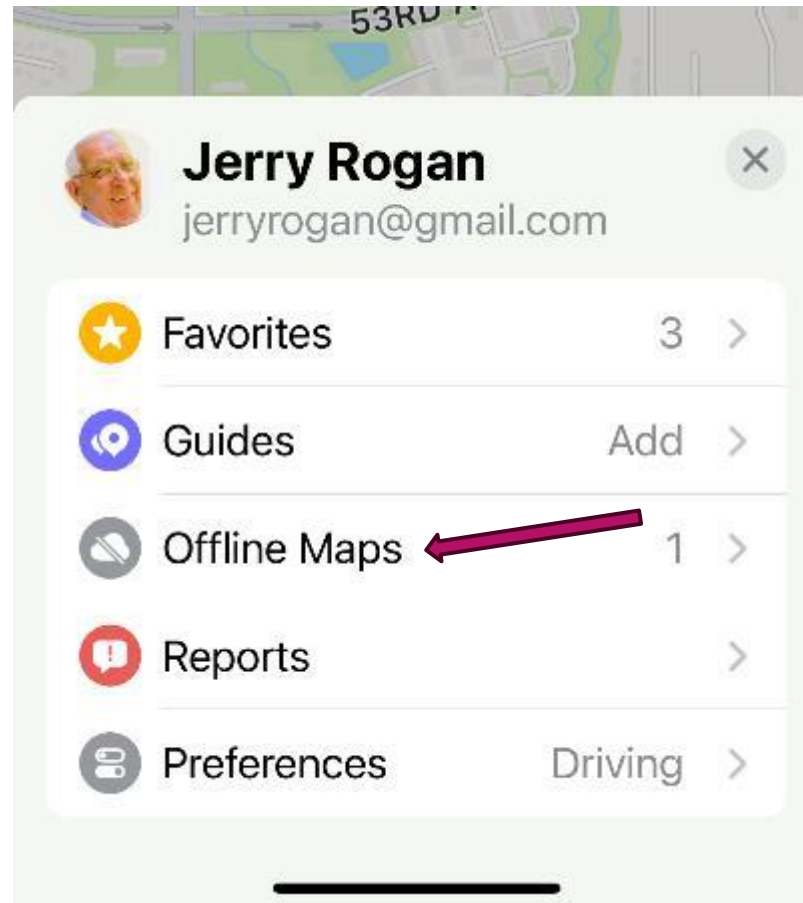 53RD A
Jerry Rogan
jerryrogan@gmail.com
Favorites 3
Guides Add
Offline Maps 1
Reports
Preferences Driving